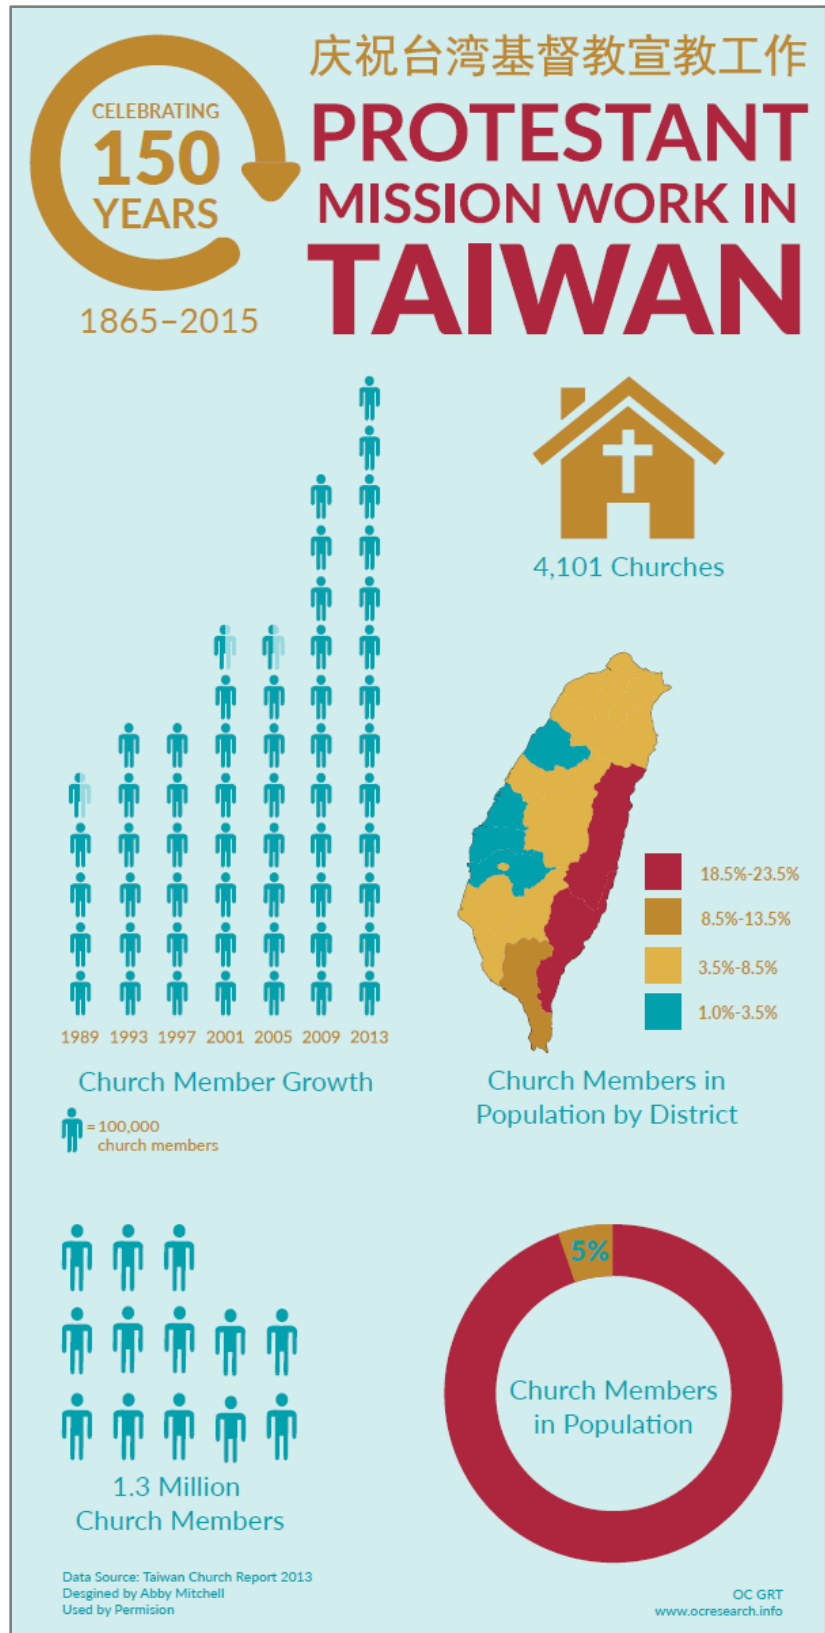 庆祝台湾基督教宣教工作
CELEBRATING
150
YEARS
1865–2015
PROTESTANT
MISSION WORK IN
TAIWAN
4,101 Churches
1989 1993 1997 2001 2005 2009 2013
Church Member Growth
= 100,000
church members
18.5%-23.5%
8.5%-13.5%
3.5%-8.5%
1.0%-3.5%
Church Members in
Population by District
1.3 Million
Church Members
5%
Church Members
in Population
Data Source: Taiwan Church Report 2013
Desgined by Abby Mitchell
Used by Permision
OC GRT
www.ocresearch.info